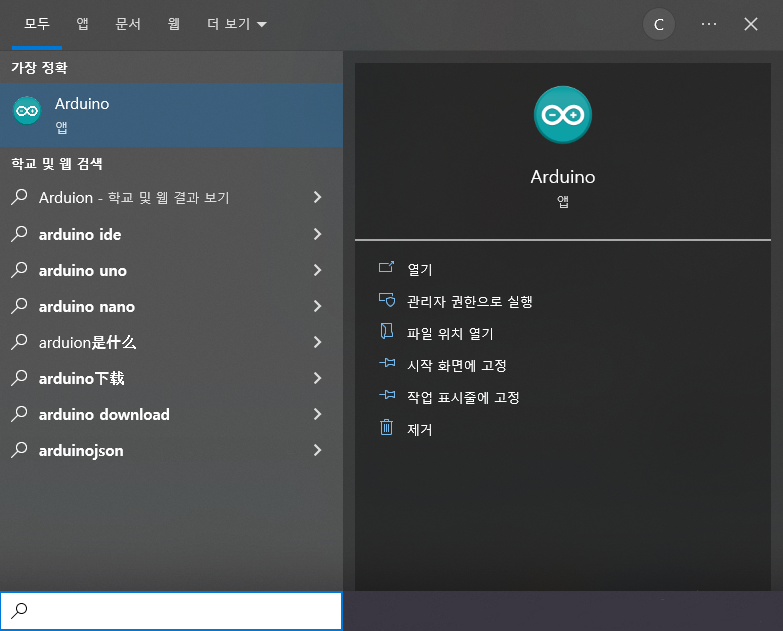 모두 앱 문서 웹 더 보기
C
가장 정확
Arduino
앱
학교 및 웹 검색
Arduion - 학교 및 웹 결과 보기
arduino ide
arduino uno
arduino nano
arduion是什么
arduino下载
arduino download
arduinojson
Arduino
앱
열기
관리자 권한으로 실행
파일 위치 열기
시작 화면에 고정
작업 표시줄에 고정
제거